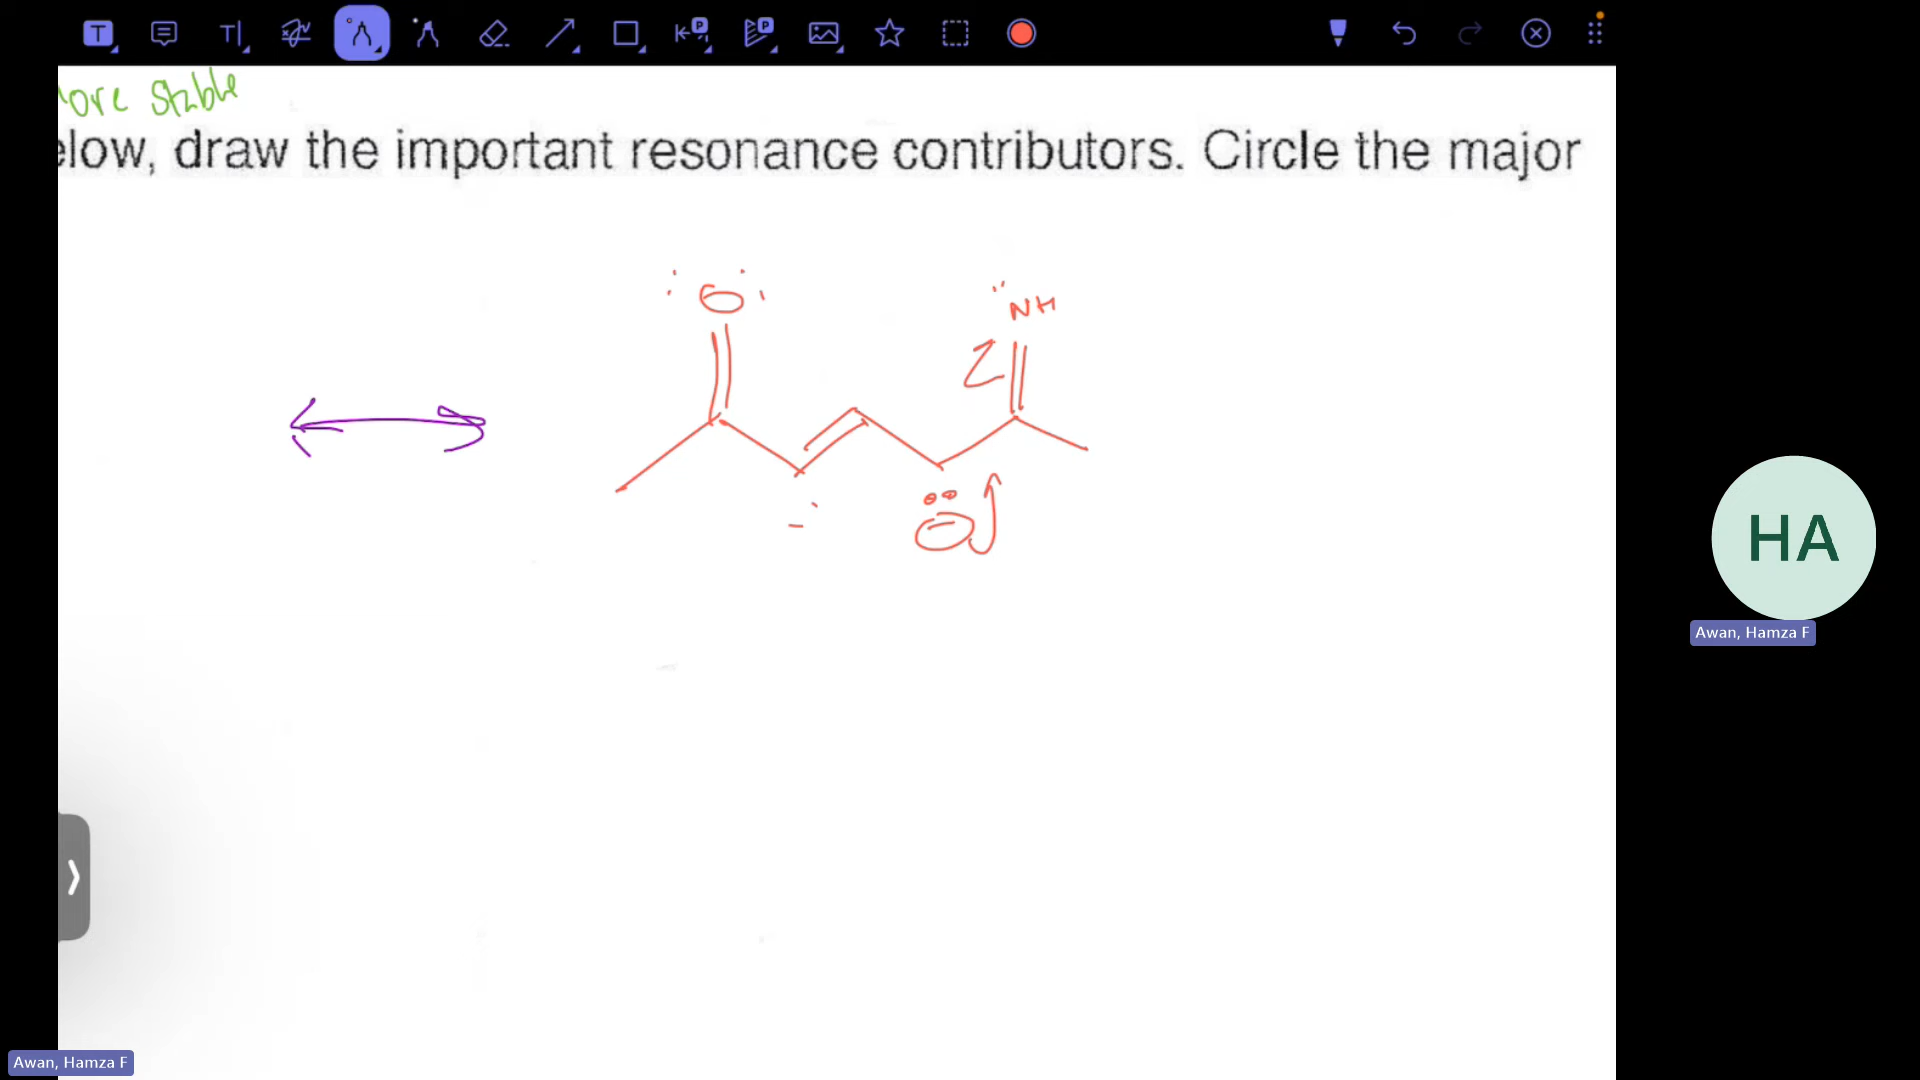 ore stable
elow, draw the important resonance contributors. Circle the major
O
NH
HA
Awan, Hamza F
Awan, Hamza F